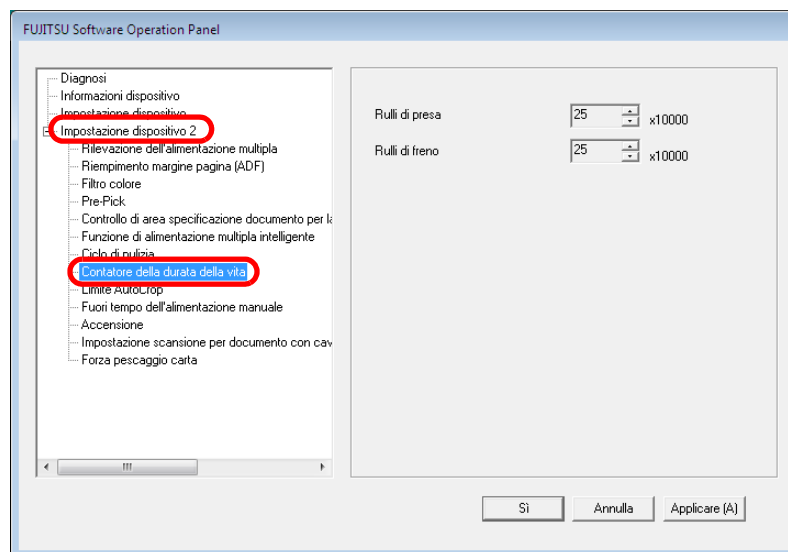 FUJITSU Software Operation Panel
Diagnosi
Informazioni dispositivo
Impostazione dispositivo
Impostazione dispositivo 2
Rilevazione dell'alimentazione multipla
Riempimento margine pagina (ADF)
Filtro colore
Pre-Pick
Controllo di area specificazione documento per la
Funzione di alimentazione multipla intelligente
Ciclo di pulizia
Contatore della durata della vita
Limite AutoCrop
Fuori tempo dell'alimentazione manuale
Accensione
Impostazione scansione per documento con cav
Forza pescaggio carta
Rulli di presa 25 x10000
Rulli di freno 25 x10000
Sì Annulla Applicare (A)